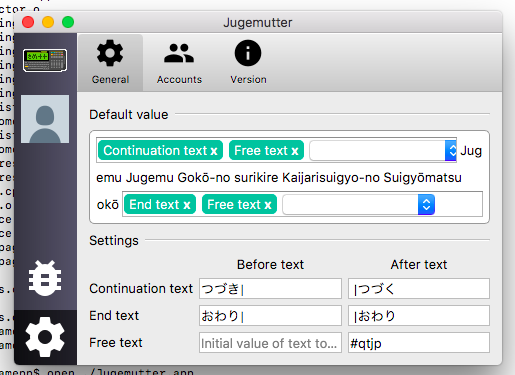 Jugemutter
General
Accounts
Version
Default value
Continuation text x
Free text x
Jug
emu Jugemu Gokō-no surikire Kaijarisuigyo-no Suigyōmatsu
okō
End text x
Free text x
Settings
Before text
After text
Continuation text
つづき|
|つづく
End text
おわり|
|おわり
Free text
Initial value of text to...
#qtjp